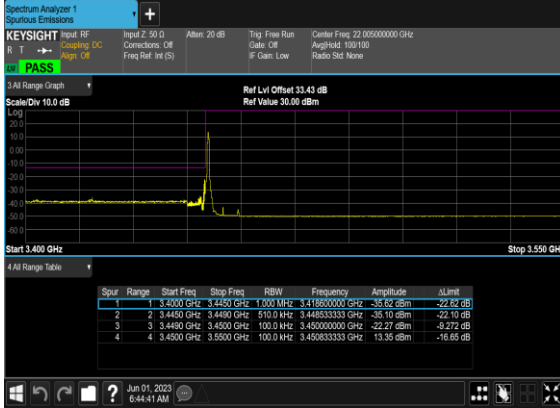 Spectrum Analyzer 1
Spurious Emissions
KEYSIGHT Input: RF Input Z: 50 Ω Atten: 20 dB Trig: Free Run Center Freq: 22.005000000 GHz
R T Coupling: DC Corrections: Off Gate: Off Avg|Hold: 100/100
Align: Off Freq Ref: Int (S) IF Gain: Low Radio Std: None
PASS
3 All Range Graph
Ref Lvl Offset 33.43 dB
Scale/Div 10.0 dB Ref Value 30.00 dBm
Log
20.0
10.0
0.00
-10.0
-20.0
-30.0
-40.0
-50.0
-60.0
Start 3.400 GHz Stop 3.550 GH
4 All Range Table
Spur Range Start Freq Stop Freq RBW Frequency Amplitude ΔLimit
1 1 3.4000 GHz 3.4450 GHz 1.000 MHz 3.418600000 GHz -35.62 dBm -22.62 dB
2 2 3.4450 GHz 3.4490 GHz 510.0 kHz 3.448533333 GHz -35.10 dBm -22.10 dB
3 3 3.4490 GHz 3.4500 GHz 100.0 kHz 3.450000000 GHz -22.27 dBm -9.272 dB
4 4 3.4500 GHz 3.5500 GHz 100.0 kHz 3.450833333 GHz 13.35 dBm -16.65 dB
Jun 01, 2023
6:44:41 AM